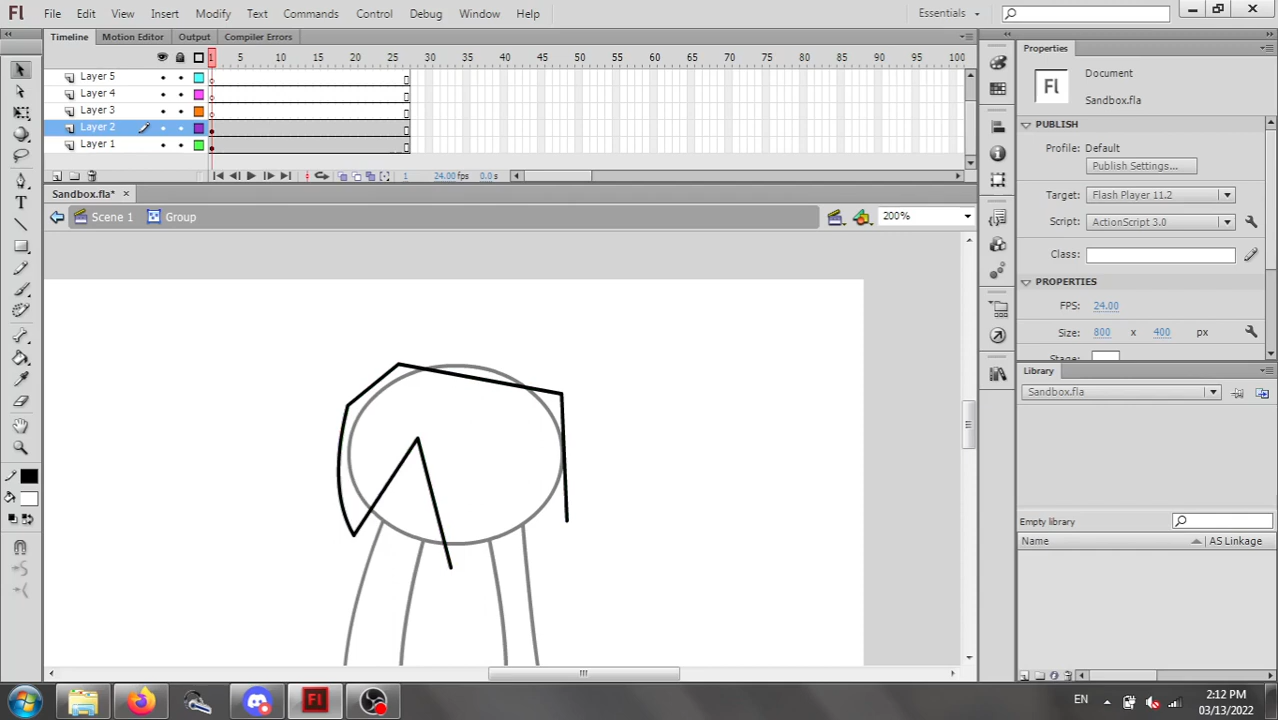 Fl File Edit View Insert Modify Text Commands Control Debug Window Help Essentials
Timeline Motion Editor Output Compiler Errors
1 5 10 15 20 25 30 35 40 45 50 55 60 65 70 75 80 85 90 95 100
Layer 5
Layer 4
Layer 3
Layer 2
Layer 1
1 24.00fps 0.0s
Sandbox.fla*
Scene 1 Group 200%
Properties
Fl
Document
Sandbox.fla
PUBLISH
Profile: Default
Publish Settings...
Target: Flash Player 11.2
Script: ActionScript 3.0
Class:
PROPERTIES
FPS: 24.00
Size: 800 x 400 px
Library
Sandbox.fla
Empty library
Name AS Linkage
Fl
EN
2:12 PM
03/13/2022